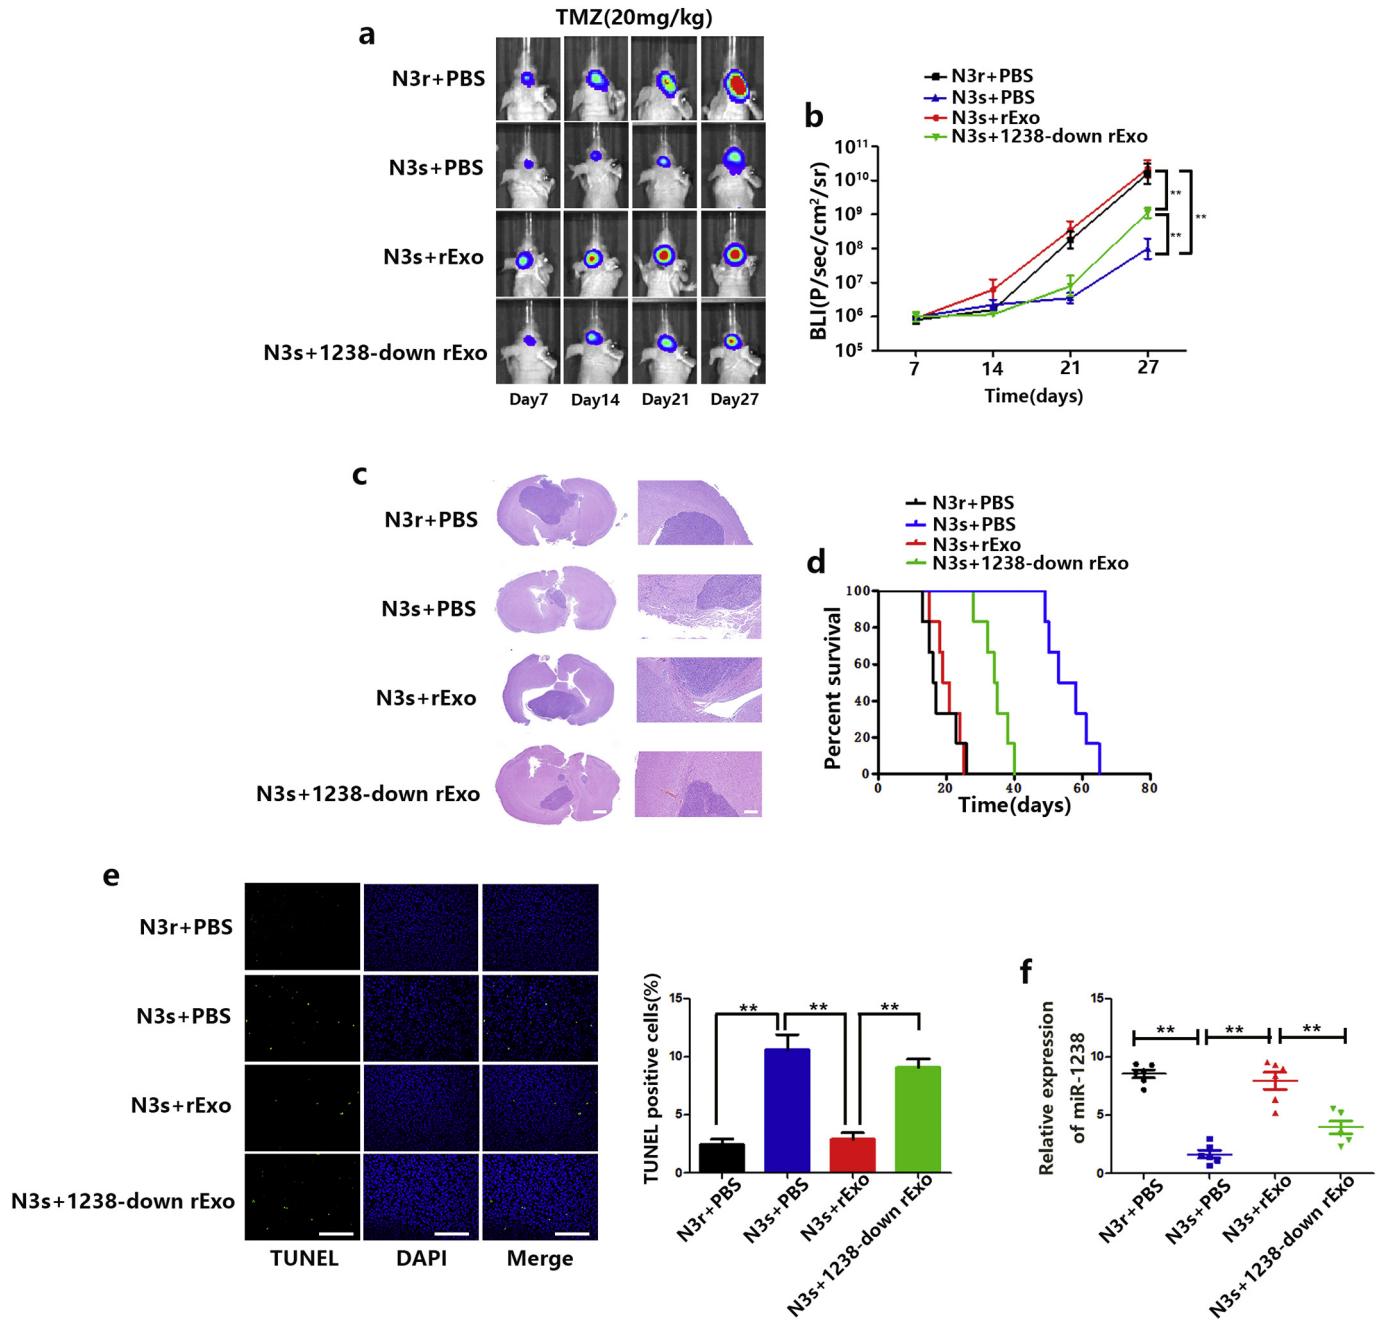 a
TMZ(20mg/kg)
N3r+PBS
N3s+PBS
N3s+rExo
N3s+1238-down rExo
Day7 Day14 Day21 Day27
b
N3r+PBS
N3s+PBS
N3s+rExo
N3s+1238-down rExo
BLI(P/sec/cm²/sr)
10¹¹
10¹⁰
10⁹
10⁸
10⁷
10⁶
10⁵
**
**
**
7 14 21 27
Time(days)
c
N3r+PBS
N3s+PBS
N3s+rExo
N3s+1238-down rExo
d
N3r+PBS
N3s+PBS
N3s+rExo
N3s+1238-down rExo
Percent survival
100
80
60
40
20
0
0 20 40 60 80
Time(days)
e
N3r+PBS
N3s+PBS
N3s+rExo
N3s+1238-down rExo
TUNEL DAPI Merge
TUNEL positive cells(%)
15
10
5
0
** ** **
N3r+PBS
N3s+PBS
N3s+rExo
N3s+1238-down rExo
f
Relative expression
of miR-1238
15
10
5
0
** ** **
N3r+PBS
N3s+PBS
N3s+rExo
N3s+1238-down rExo